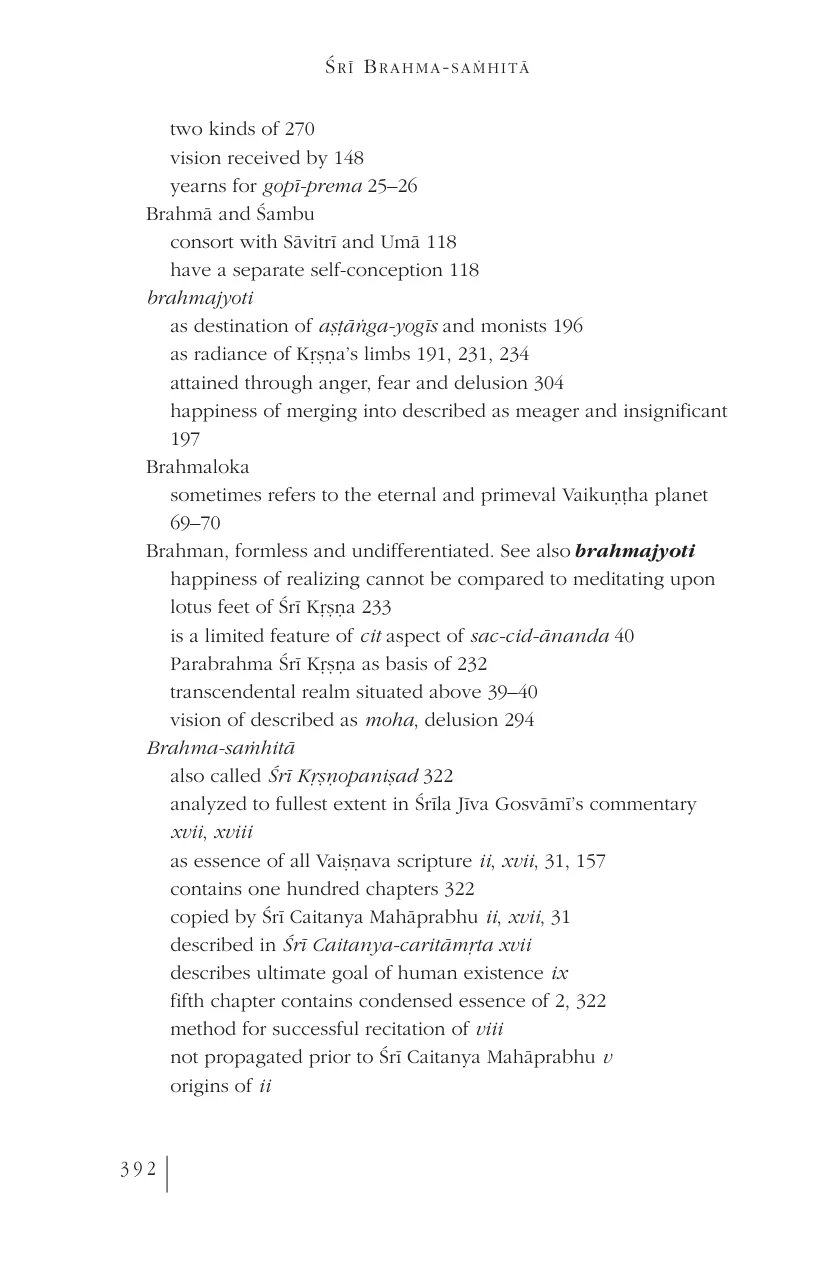 ŚRĪ BRAHMA-SAṀHITĀ
two kinds of 270
vision received by 148
yearns for gopī-prema 25–26
Brahmā and Śambu
consort with Sāvitrī and Umā 118
have a separate self-conception 118
brahmajyoti
as destination of aṣṭāṅga-yogīs and monists 196
as radiance of Kṛṣṇa’s limbs 191, 231, 234
attained through anger, fear and delusion 304
happiness of merging into described as meager and insignificant
197
Brahmaloka
sometimes refers to the eternal and primeval Vaikuṇṭha planet
69–70
Brahman, formless and undifferentiated. See also brahmajyoti
happiness of realizing cannot be compared to meditating upon
lotus feet of Śrī Kṛṣṇa 233
is a limited feature of cit aspect of sac-cid-ānanda 40
Parabrahma Śrī Kṛṣṇa as basis of 232
transcendental realm situated above 39–40
vision of described as moha, delusion 294
Brahma-saṁhitā
also called Śrī Kṛṣṇopaniṣad 322
analyzed to fullest extent in Śrīla Jīva Gosvāmī’s commentary
xvii, xviii
as essence of all Vaiṣṇava scripture ii, xvii, 31, 157
contains one hundred chapters 322
copied by Śrī Caitanya Mahāprabhu ii, xvii, 31
described in Śrī Caitanya-caritāmṛta xvii
describes ultimate goal of human existence ix
fifth chapter contains condensed essence of 2, 322
method for successful recitation of viii
not propagated prior to Śrī Caitanya Mahāprabhu v
origins of ii
392